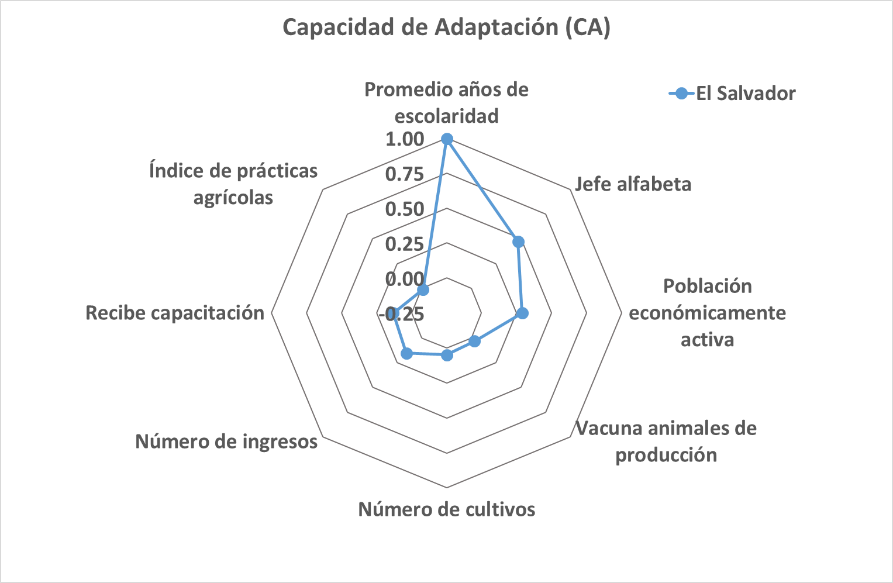 Capacidad de Adaptación (CA)
El Salvador
Promedio años de
escolaridad
Jefe alfabeta
Población
económicamente
activa
Vacuna animales de
producción
Número de cultivos
Número de ingresos
Recibe capacitación
Índice de prácticas
agrícolas
1.00
0.75
0.50
0.25
0.00
-0.25